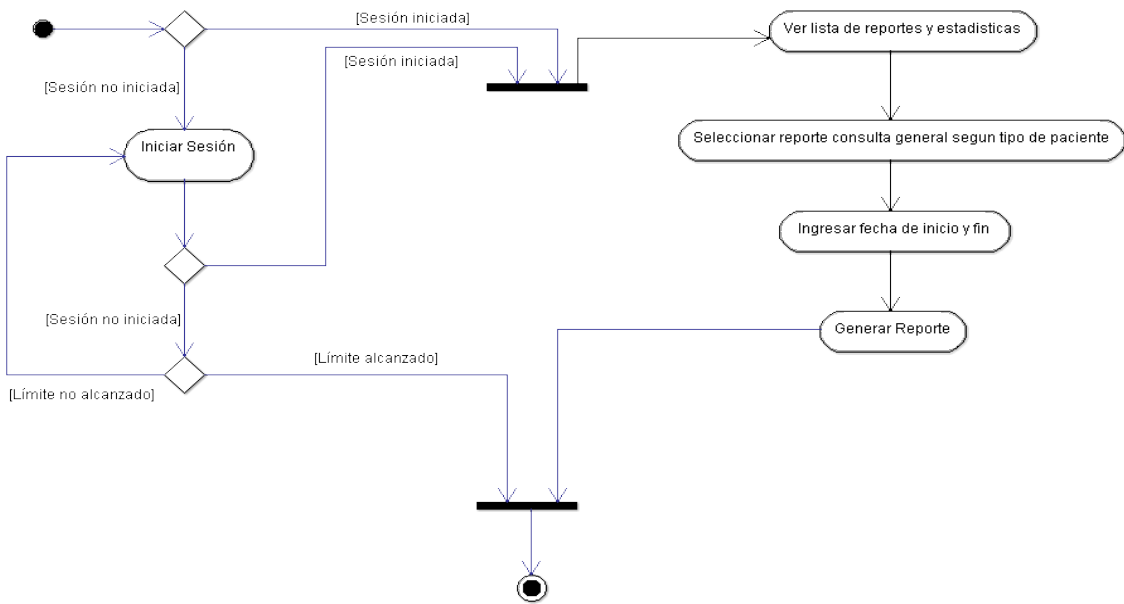 [Sesión iniciada]
Ver lista de reportes y estadisticas
[Sesión iniciada]
[Sesión no iniciada]
Iniciar Sesión
Seleccionar reporte consulta general segun tipo de paciente
Ingresar fecha de inicio y fin
[Sesión no iniciada]
Generar Reporte
[Límite alcanzado]
[Límite no alcanzado]